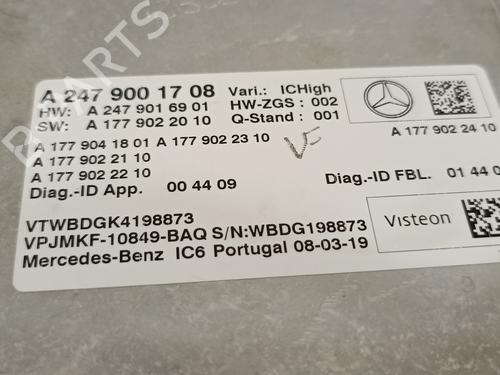 A 247 900 17 08 Vari.: ICHigh
HW: A 247 901 69 01 HW-ZGS : 002
SW: A 177 902 20 10 Q-Stand : 001
A 177 904 18 01 A 177 902 23 10
A 177 902 21 10
A 177 902 22 10
A 177 902 24 10
Diag.-ID App. 00 44 09 Diag.-ID FBL. 01 44 0
VTWBDGK4198873
VPJMKF-10849-BAQ S/N:WBDG198873
Mercedes-Benz IC6 Portugal 08-03-19
Visteon